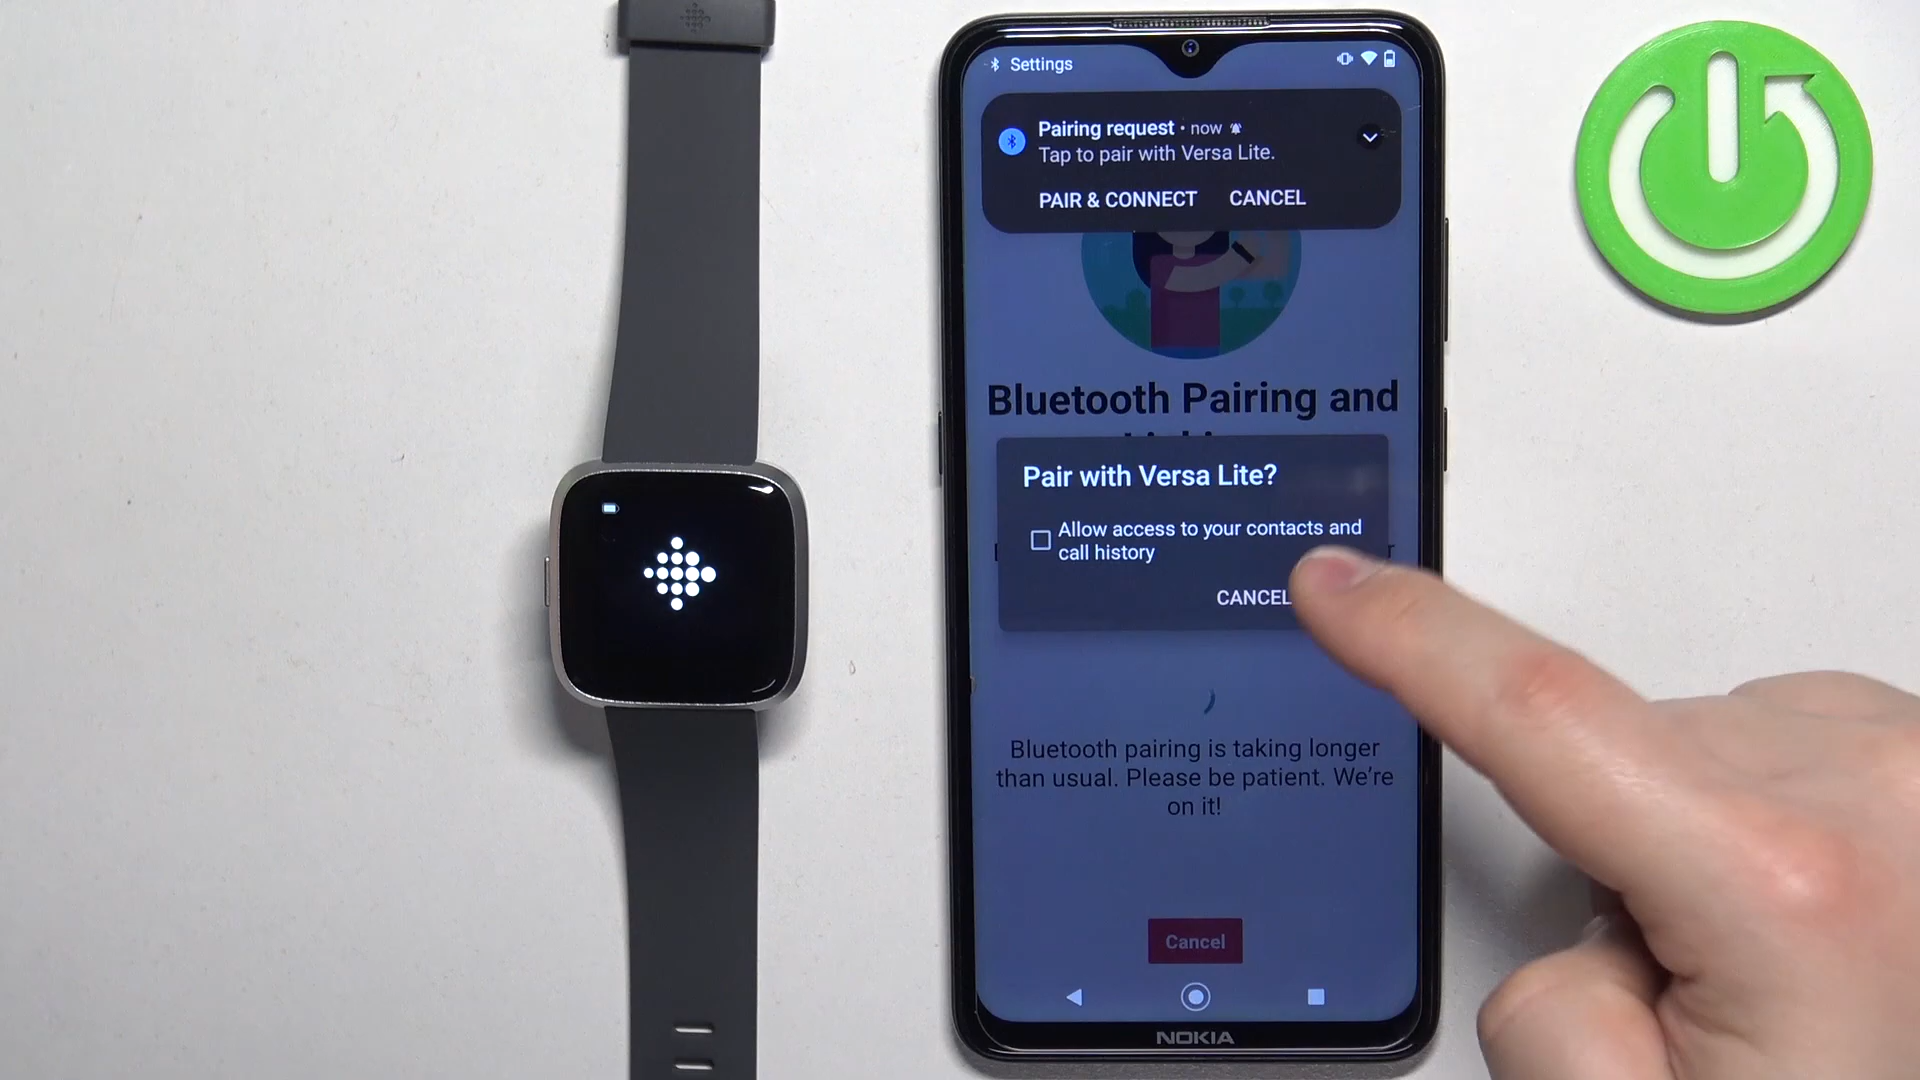 Settings
Pairing request • now
Tap to pair with Versa Lite.
PAIR & CONNECT CANCEL
Bluetooth Pairing and
Pair with Versa Lite?
Allow access to your contacts and
call history
CANCEL
Bluetooth pairing is taking longer
than usual. Please be patient. We're
on it!
Cancel
NOKIA